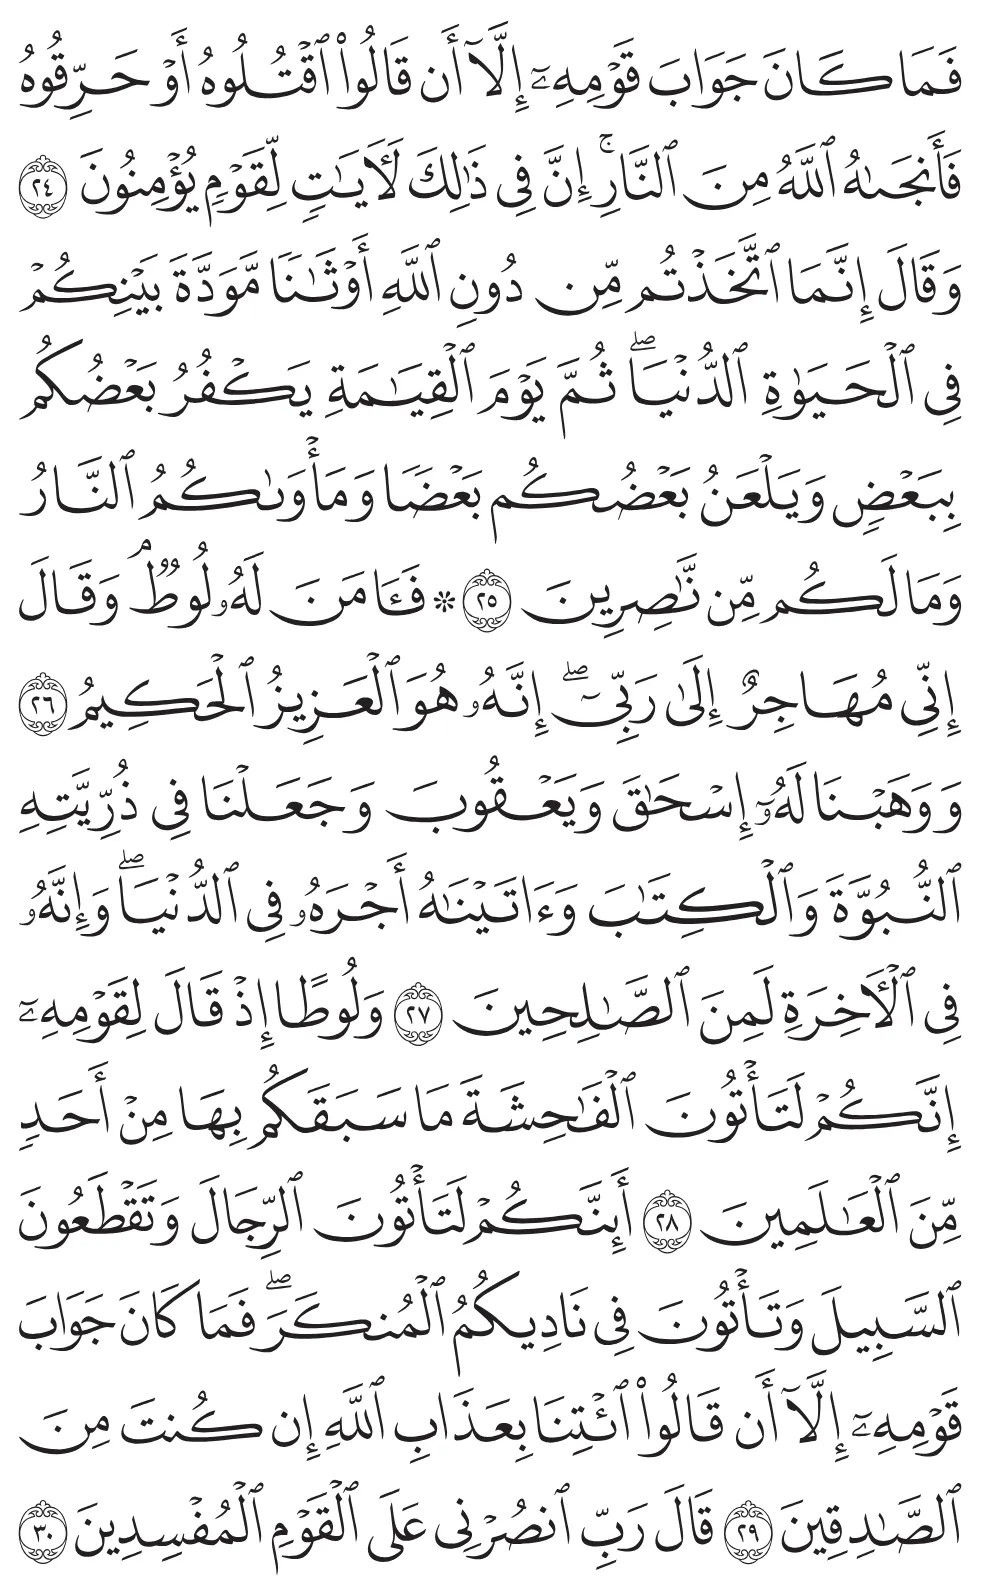 فَمَا كَانَ جَوَابَ قَوْمِهِۦٓ إِلَّآ أَن قَالُوا۟ ٱقْتُلُوهُ أَوْ حَرِّقُوهُ
فَأَنجَىٰهُ ٱللَّهُ مِنَ ٱلنَّارِ ۚ إِنَّ فِى ذَٰلِكَ لَـَٔايَـٰتٍ لِّقَوْمٍ يُؤْمِنُونَ ٢٤
وَقَالَ إِنَّمَا ٱتَّخَذْتُم مِّن دُونِ ٱللَّهِ أَوْثَـٰنًا مَّوَدَّةَ بَيْنِكُمْ
فِى ٱلْحَيَوٰةِ ٱلدُّنْيَا ۖ ثُمَّ يَوْمَ ٱلْقِيَـٰمَةِ يَكْفُرُ بَعْضُكُم
بِبَعْضٍ وَيَلْعَنُ بَعْضُكُم بَعْضًا وَمَأْوَىٰكُمُ ٱلنَّارُ
وَمَا لَكُم مِّن نَّـٰصِرِينَ ٢٥ ۞ فَـَٔامَنَ لَهُۥ لُوطٌ ۘ وَقَالَ
إِنِّى مُهَاجِرٌ إِلَىٰ رَبِّىٓ ۖ إِنَّهُۥ هُوَ ٱلْعَزِيزُ ٱلْحَكِيمُ ٢٦
وَوَهَبْنَا لَهُۥٓ إِسْحَـٰقَ وَيَعْقُوبَ وَجَعَلْنَا فِى ذُرِّيَّتِهِ
ٱلنُّبُوَّةَ وَٱلْكِتَـٰبَ وَءَاتَيْنَـٰهُ أَجْرَهُۥ فِى ٱلدُّنْيَا ۖ وَإِنَّهُۥ
فِى ٱلْـَٔاخِرَةِ لَمِنَ ٱلصَّـٰلِحِينَ ٢٧ وَلُوطًا إِذْ قَالَ لِقَوْمِهِۦٓ
إِنَّكُمْ لَتَأْتُونَ ٱلْفَـٰحِشَةَ مَا سَبَقَكُم بِهَا مِنْ أَحَدٍ
مِّنَ ٱلْعَـٰلَمِينَ ٢٨ أَئِنَّكُمْ لَتَأْتُونَ ٱلرِّجَالَ وَتَقْطَعُونَ
ٱلسَّبِيلَ وَتَأْتُونَ فِى نَادِيكُمُ ٱلْمُنكَرَ ۖ فَمَا كَانَ جَوَابَ
قَوْمِهِۦٓ إِلَّآ أَن قَالُوا۟ ٱئْتِنَا بِعَذَابِ ٱللَّهِ إِن كُنتَ مِنَ
ٱلصَّـٰدِقِينَ ٢٩ قَالَ رَبِّ ٱنصُرْنِى عَلَى ٱلْقَوْمِ ٱلْمُفْسِدِينَ ٣٠